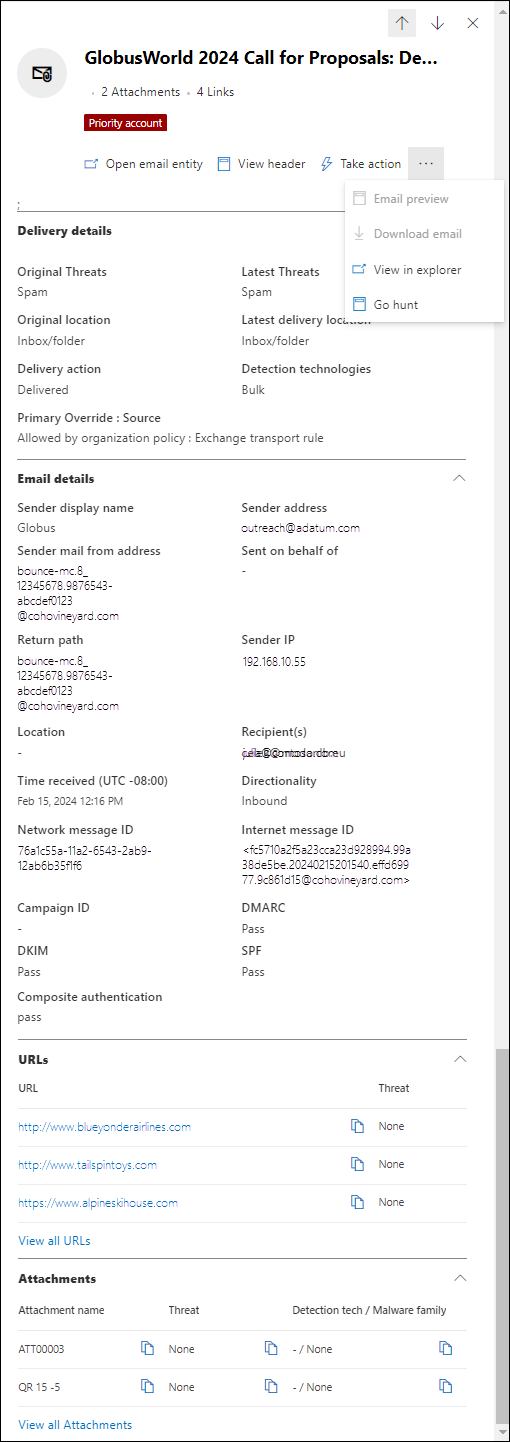 GlobusWorld 2024 Call for Proposals: De...
· 2 Attachments · 4 Links
Priority account
Open email entity View header Take action ...
Email preview
Download email
View in explorer
Go hunt
;
Delivery details
Original Threats Latest Threats
Spam Spam
Original location Latest delivery location
Inbox/folder Inbox/folder
Delivery action Detection technologies
Delivered Bulk
Primary Override : Source
Allowed by organization policy : Exchange transport rule
Email details
Sender display name Sender address
Globus outreach@adatum.com
Sender mail from address Sent on behalf of
bounce-mc.8_ -
12345678.9876543-
abcdef0123
@cohovineyard.com
Return path Sender IP
bounce-mc.8_ 192.168.10.55
12345678.9876543-
abcdef0123
@cohovineyard.com
Location Recipient(s)
-
Time received (UTC -08:00) Directionality
Feb 15, 2024 12:16 PM Inbound
Network message ID Internet message ID
76a1c55a-11a2-6543-2ab9- <fc5710a2f5a23cca23d928994.99a
12ab6b35f1f6 38de5be.20240215201540.effd699
77.9c861d15@cohovineyard.com>
Campaign ID DMARC
- Pass
DKIM SPF
Pass Pass
Composite authentication
pass
URLs
URL Threat
http://www.blueyonderairlines.com None
http://www.tailspintoys.com None
https://www.alpineskihouse.com None
View all URLs
Attachments
Attachment name Threat Detection tech / Malware family
ATT00003 None - / None
QR 15 -5 None - / None
View all Attachments